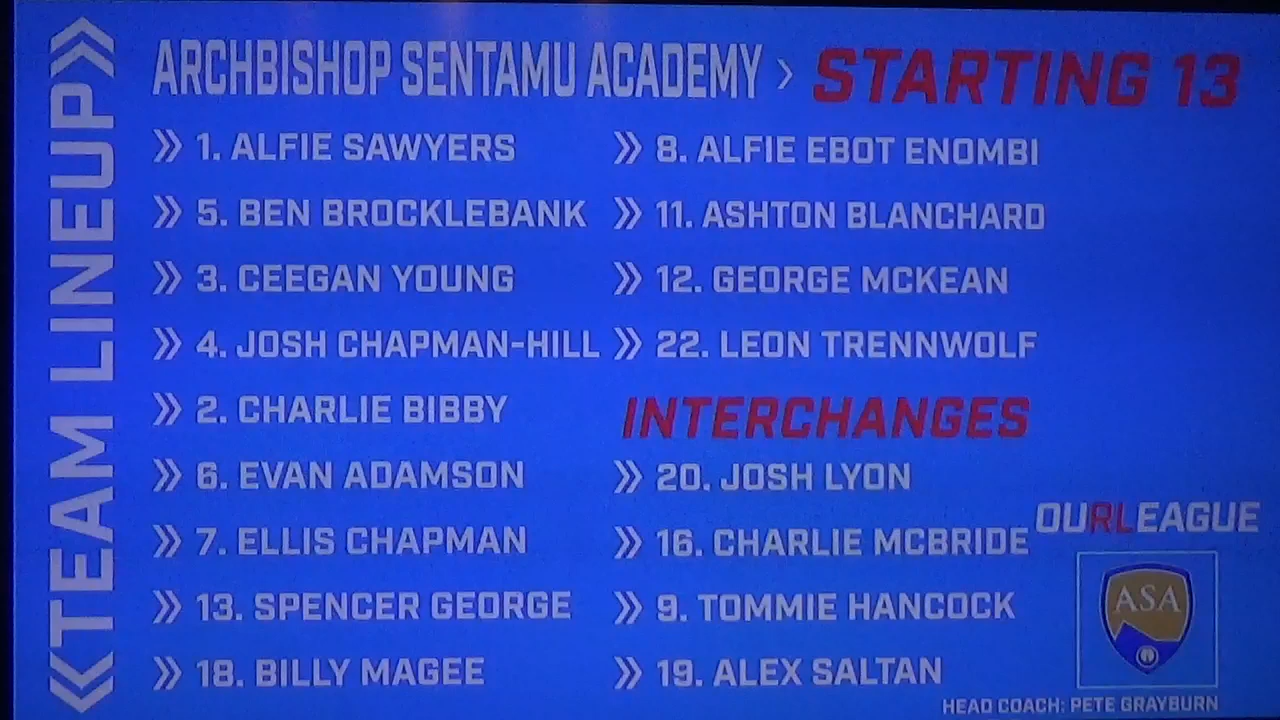 «TEAM LINEUP»
ARCHBISHOP SENTAMU ACADEMY › STARTING 13
» 1. ALFIE SAWYERS
» 5. BEN BROCKLEBANK
» 3. CEEGAN YOUNG
» 4. JOSH CHAPMAN-HILL
» 2. CHARLIE BIBBY
» 6. EVAN ADAMSON
» 7. ELLIS CHAPMAN
» 13. SPENCER GEORGE
» 18. BILLY MAGEE
» 8. ALFIE EBOT ENOMBI
» 11. ASHTON BLANCHARD
» 12. GEORGE MCKEAN
» 22. LEON TRENNWOLF
INTERCHANGES
» 20. JOSH LYON
» 16. CHARLIE MCBRIDE
» 9. TOMMIE HANCOCK
» 19. ALEX SALTAN
OURLEAGUE
ASA
HEAD COACH: PETE GRAYBURN